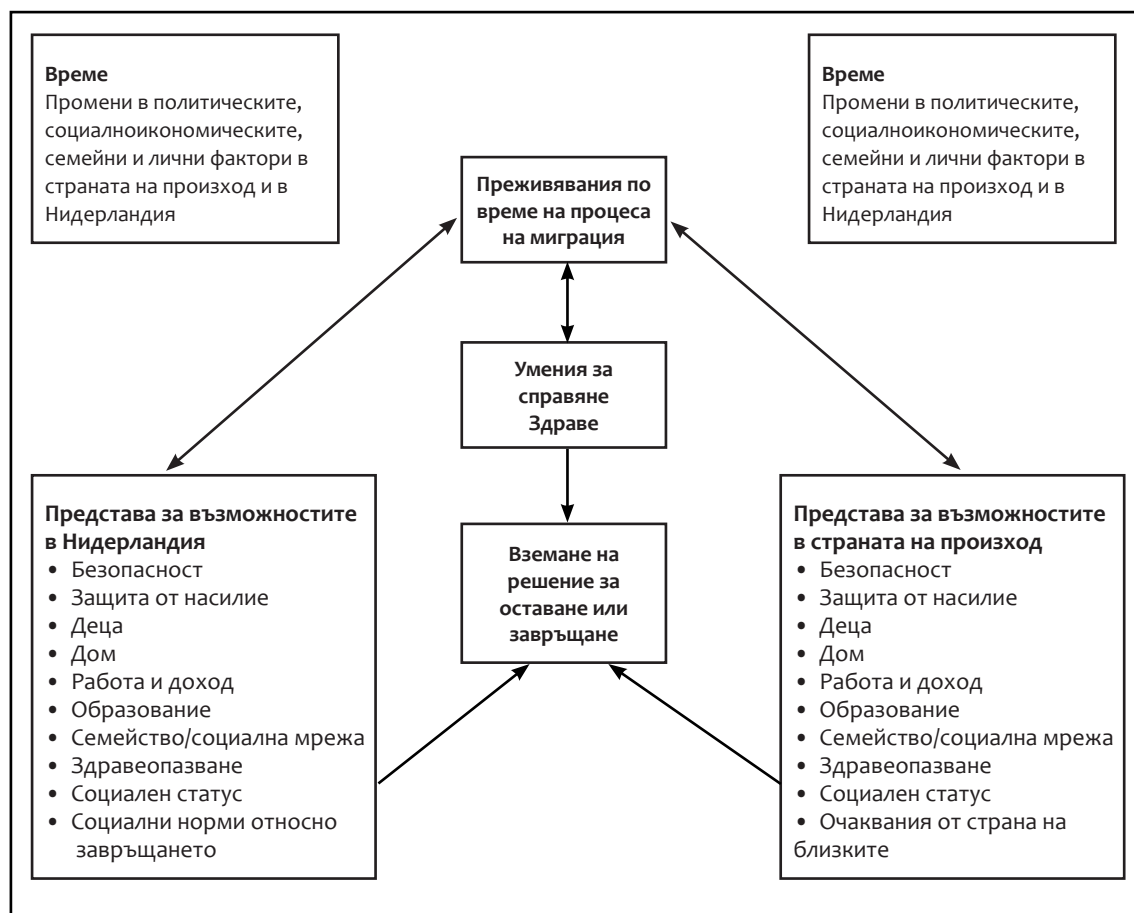 Време
Промени в политическите,
социалноикономическите,
семейни и лични фактори в
страната на произход и в
Нидерландия
Време
Промени в политическите,
социалноикономическите,
семейни и лични фактори в
страната на произход и в
Нидерландия
Преживявания по
време на процеса
на миграция
Умения за
справяне
Здраве
Представа за възможностите
в Нидерландия
• Безопасност
• Защита от насилие
• Деца
• Дом
• Работа и доход
• Образование
• Семейство/социална мрежа
• Здравеопазване
• Социален статус
• Социални норми относно
завръщането
Вземане на
решение за
оставане или
завръщане
Представа за възможностите
в страната на произход
• Безопасност
• Защита от насилие
• Деца
• Дом
• Работа и доход
• Образование
• Семейство/социална мрежа
• Здравеопазване
• Социален статус
• Очаквания от страна на
близките